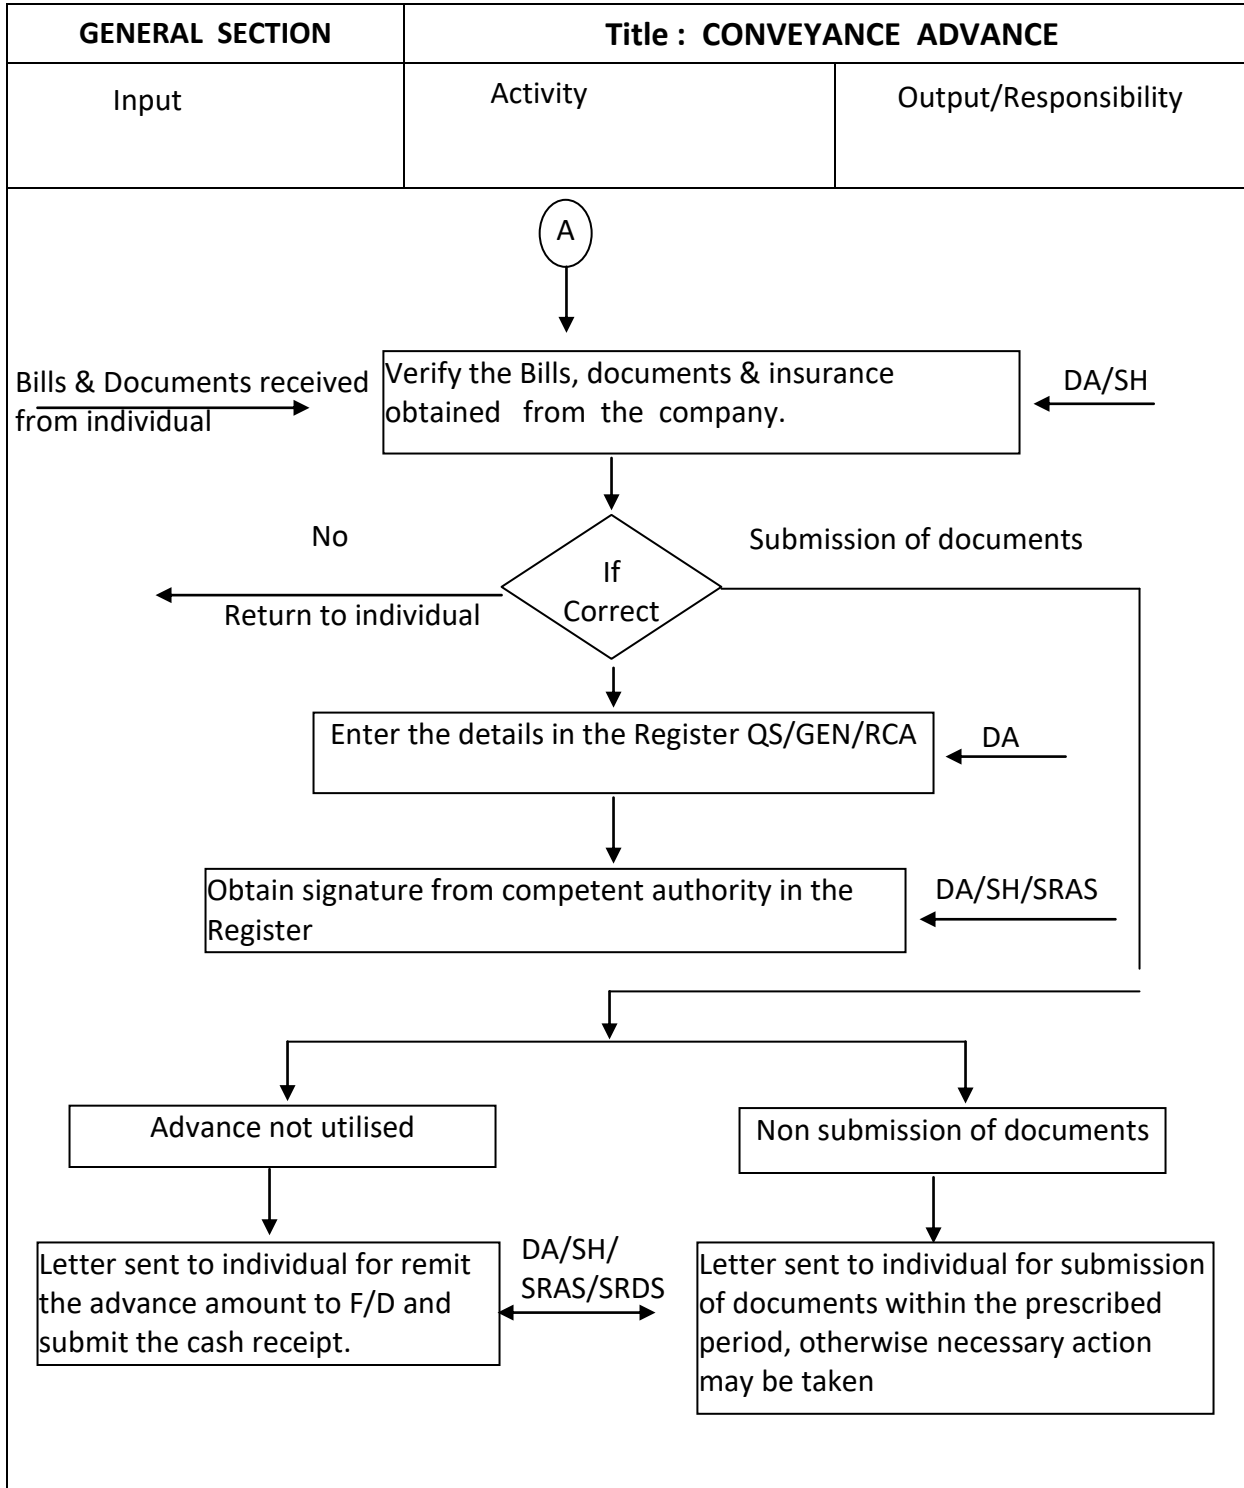 GENERAL SECTION
Title : CONVEYANCE ADVANCE
Input
Activity
Output/Responsibility
A
Bills & Documents received
from individual
Verify the Bills, documents & insurance
obtained from the company.
DA/SH
No
Submission of documents
If
Correct
Return to individual
Enter the details in the Register QS/GEN/RCA
DA
Obtain signature from competent authority in the
Register
DA/SH/SRAS
Advance not utilised
Non submission of documents
Letter sent to individual for remit
the advance amount to F/D and
submit the cash receipt.
DA/SH/
SRAS/SRDS
Letter sent to individual for submission
of documents within the prescribed
period, otherwise necessary action
may be taken